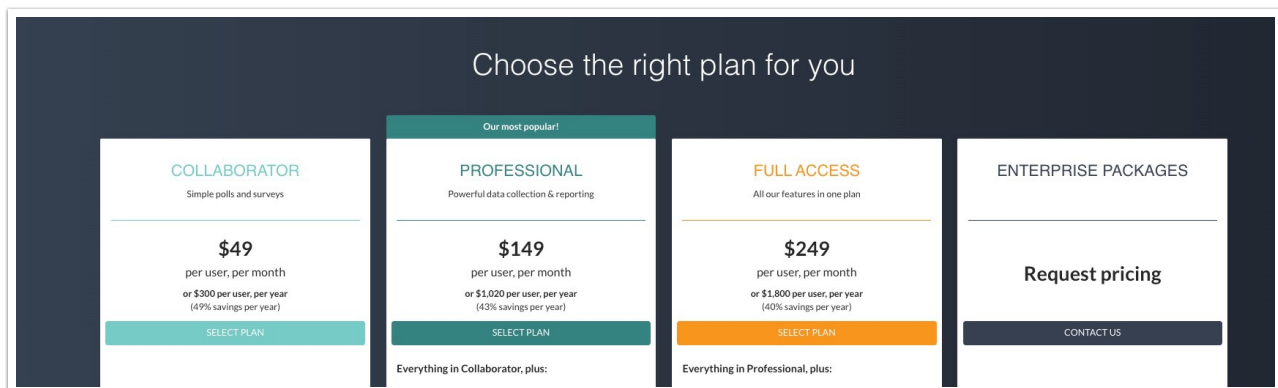 Choose the right plan for you
Our most popular!
COLLABORATOR
Simple polls and surveys
$49
per user, per month
or $300 per user, per year
(49% savings per year)
SELECT PLAN
PROFESSIONAL
Powerful data collection & reporting
$149
per user, per month
or $1,020 per user, per year
(43% savings per year)
SELECT PLAN
Everything in Collaborator, plus:
FULL ACCESS
All our features in one plan
$249
per user, per month
or $1,800 per user, per year
(40% savings per year)
SELECT PLAN
Everything in Professional, plus:
ENTERPRISE PACKAGES
Request pricing
CONTACT US